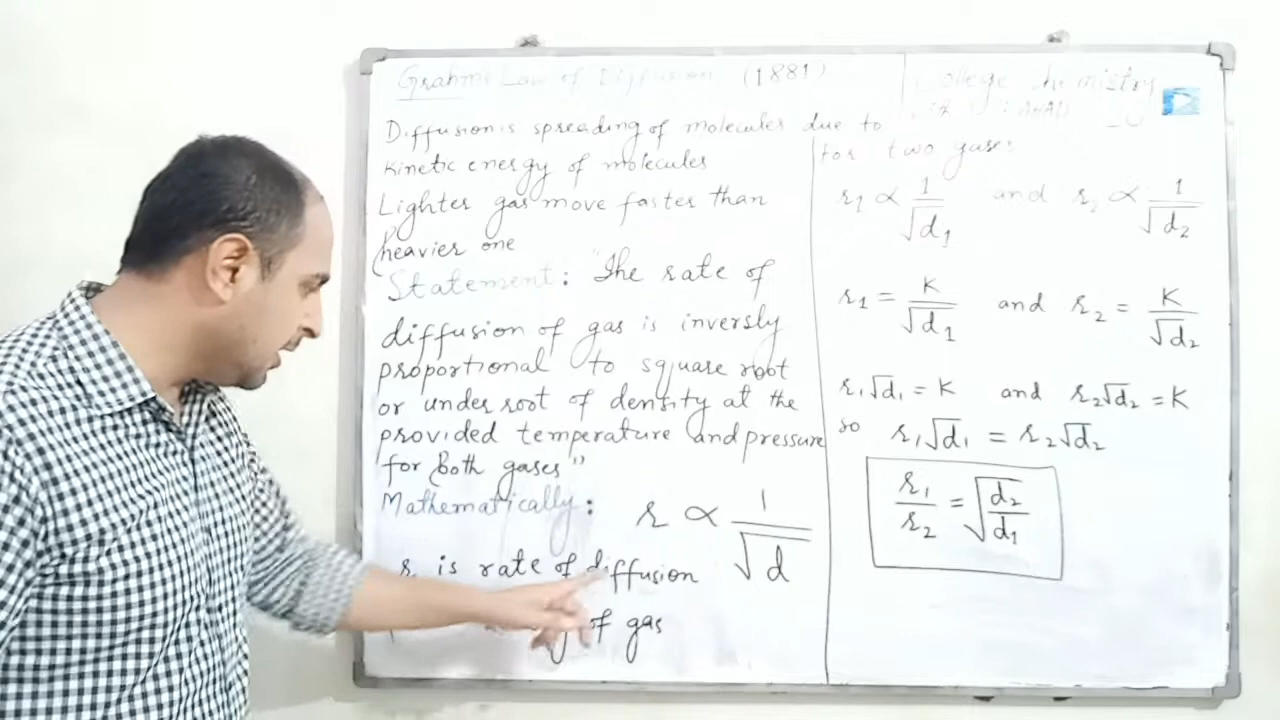 Grahms Law of Diffusion (1881)
College Chemistry
Diffusion is spreading of molecules due to
Kinetic energy of molecules
Lighter gas move faster than
heavier one
Statement: "The rate of
diffusion of gas is inversly
proportional to square root
or under root of density at the
provided temperature and pressure
for both gases"
Mathematically: r ∝ 1/√d
r is rate of diffusion
of gas
for two gases
r1 ∝ 1/√d1 and r2 ∝ 1/√d2
r1 = K/√d1 and r2 = K/√d2
r1√d1 = K and r2√d2 = K
so r1√d1 = r2√d2
r1/r2 = √(d2/d1)